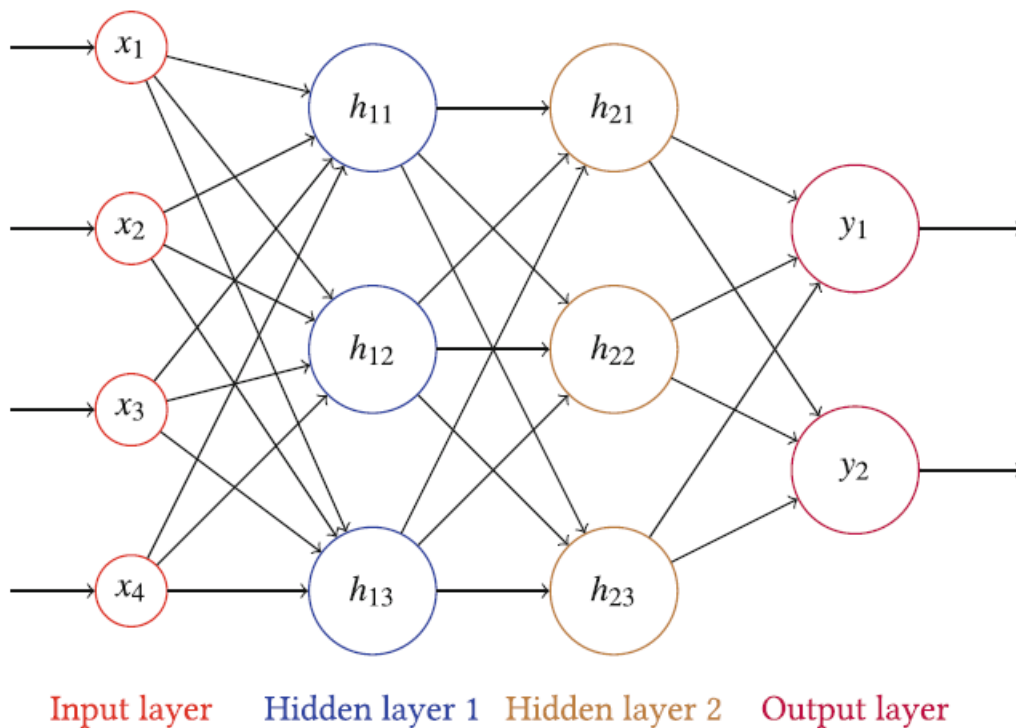 x1
h11
h21
x2
y1
h12
h22
x3
y2
x4
h13
h23
Input layer
Hidden layer 1
Hidden layer 2
Output layer